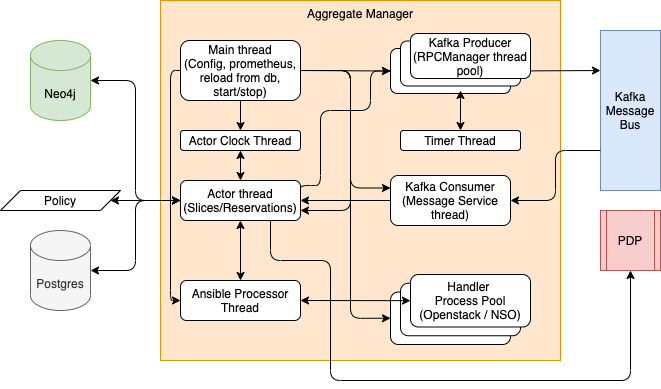 Aggregate Manager
Main thread
(Config, prometheus,
reload from db,
start/stop)
Kafka Producer
(RPCManager thread
pool)
Neo4j
Kafka
Message
Bus
Actor Clock Thread
Timer Thread
Policy
Actor thread
(Slices/Reservations)
Kafka Consumer
(Message Service
thread)
PDP
Postgres
Ansible Processor
Thread
Handler
Process Pool
(Openstack / NSO)